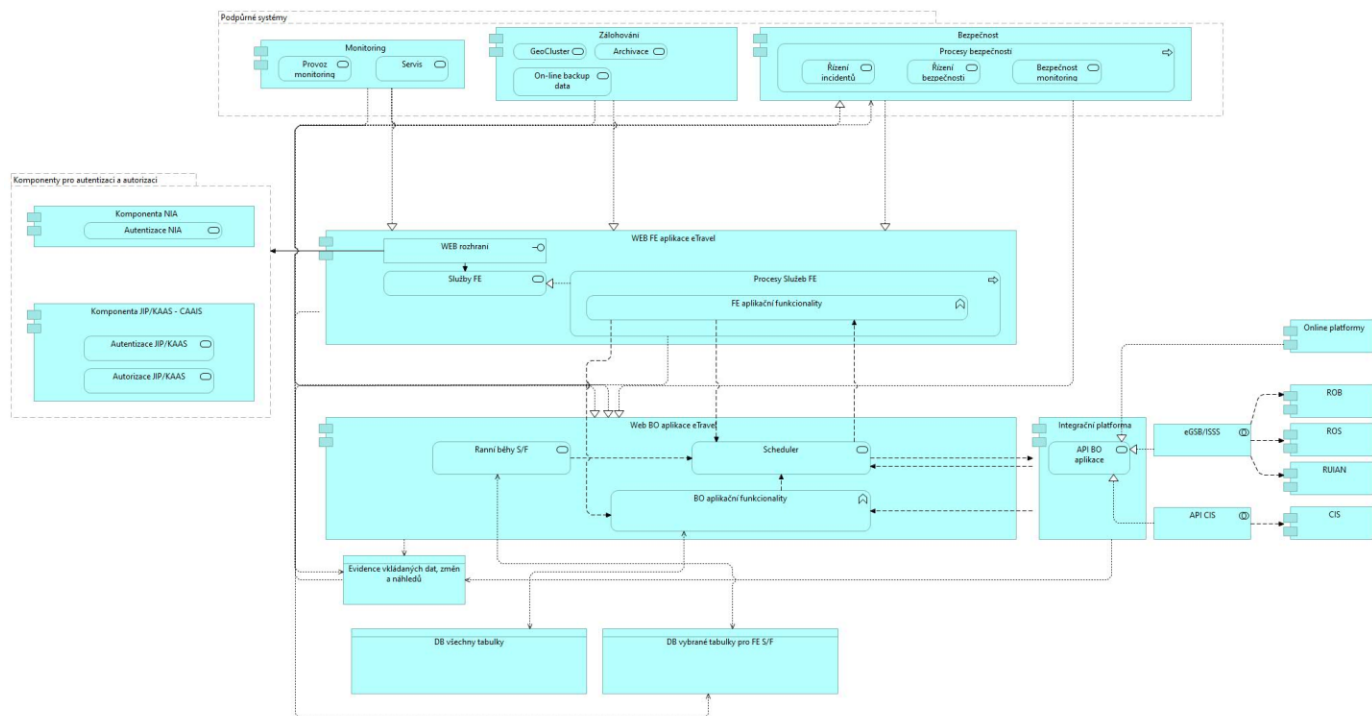 Podpůrné systémy
Monitoring
Provoz
monitoring
Servis
Zálohování
GeoCluster
Archivace
On-line backup
data
Bezpečnost
Procesy bezpečnosti
Řízení
incidentů
Řízení
bezpečnosti
Bezpečnost
monitoring
Komponenty pro autentizaci a autorizaci
Komponenta NIA
Autentizace NIA
Komponenta JIP/KAAS - CAAIS
Autentizace JIP/KAAS
Autorizace JIP/KAAS
WEB FE aplikace eTravel
WEB rozhraní
Služby FE
Procesy Služeb FE
FE aplikační funkcionality
Web BO aplikace eTravel
Ranní běhy S/F
Scheduler
BO aplikační funkcionality
Integrační platforma
API BO
aplikace
Online platformy
eGSB/ISSS
ROB
ROS
RUIAN
API CIS
CIS
Evidence vkládaných dat, změn
a náhledů
DB všechny tabulky
DB vybrané tabulky pro FE S/F